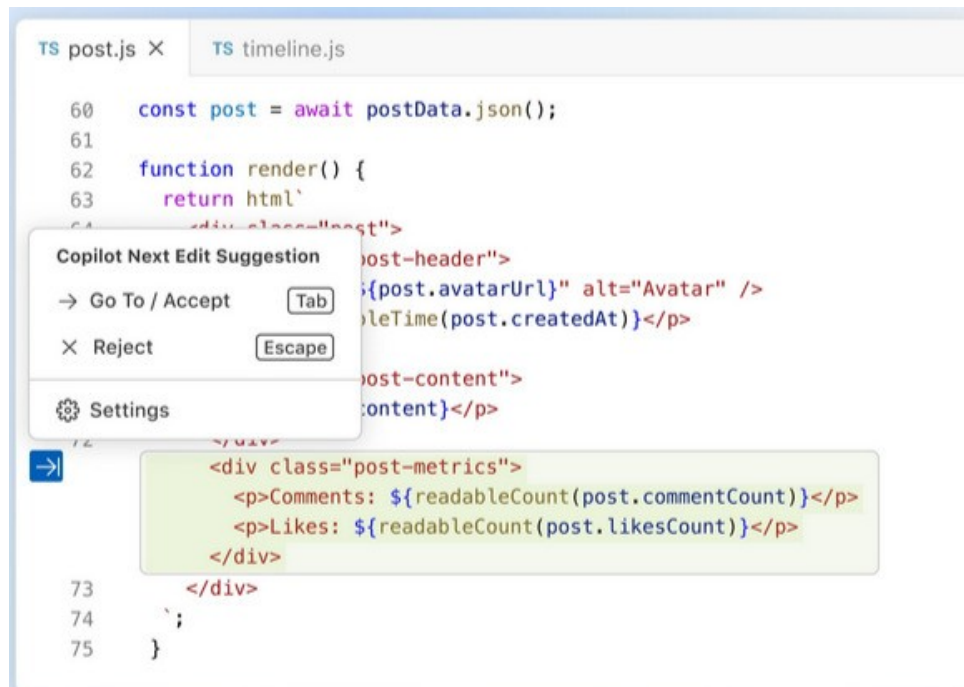 TS post.js × TS timeline.js
60 const post = await postData.json();
61
62 function render() {
63 return html`
"post">
Copilot Next Edit Suggestion
post-header">
→ Go To / Accept Tab
${post.avatarUrl}" alt="Avatar" />
leTime(post.createdAt)}</p>
× Reject Escape
post-content">
Settings
content}</p>
72 </div>
<div class="post-metrics">
<p>Comments: ${readableCount(post.commentCount)}</p>
<p>Likes: ${readableCount(post.likesCount)}</p>
</div>
73 </div>
74 `;
75 }